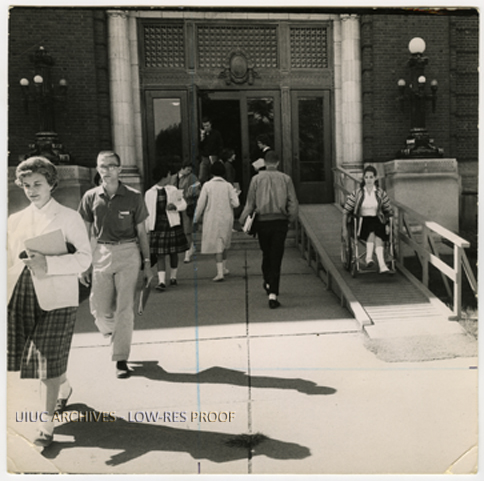 UIUC ARCHIVES - LOW-RES PROOF